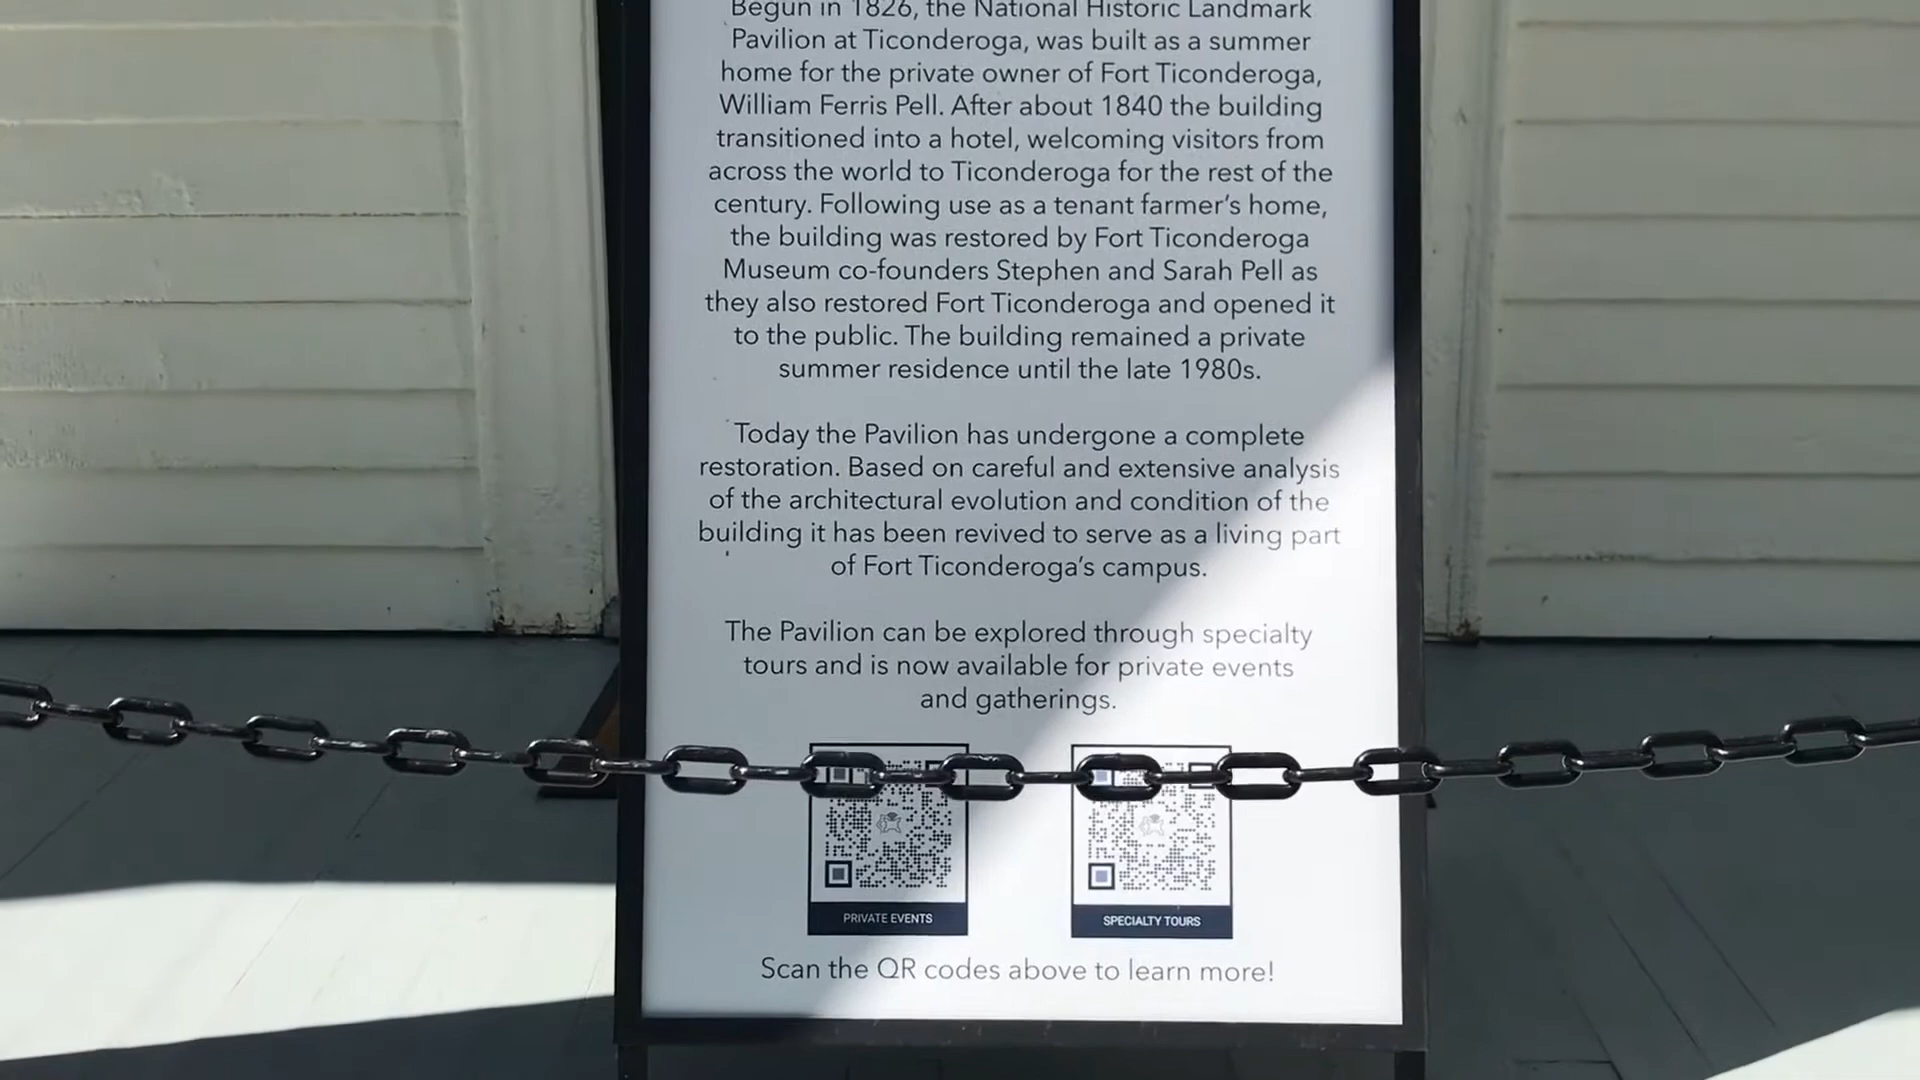 Begun in 1826, the National Historic Landmark
Pavilion at Ticonderoga, was built as a summer
home for the private owner of Fort Ticonderoga,
William Ferris Pell. After about 1840 the building
transitioned into a hotel, welcoming visitors from
across the world to Ticonderoga for the rest of the
century. Following use as a tenant farmer's home,
the building was restored by Fort Ticonderoga
Museum co-founders Stephen and Sarah Pell as
they also restored Fort Ticonderoga and opened it
to the public. The building remained a private
summer residence until the late 1980s.
Today the Pavilion has undergone a complete
restoration. Based on careful and extensive analysis
of the architectural evolution and condition of the
building it has been revived to serve as a living part
of Fort Ticonderoga's campus.
The Pavilion can be explored through specialty
tours and is now available for private events
and gatherings.
PRIVATE EVENTS
SPECIALTY TOURS
Scan the QR codes above to learn more!